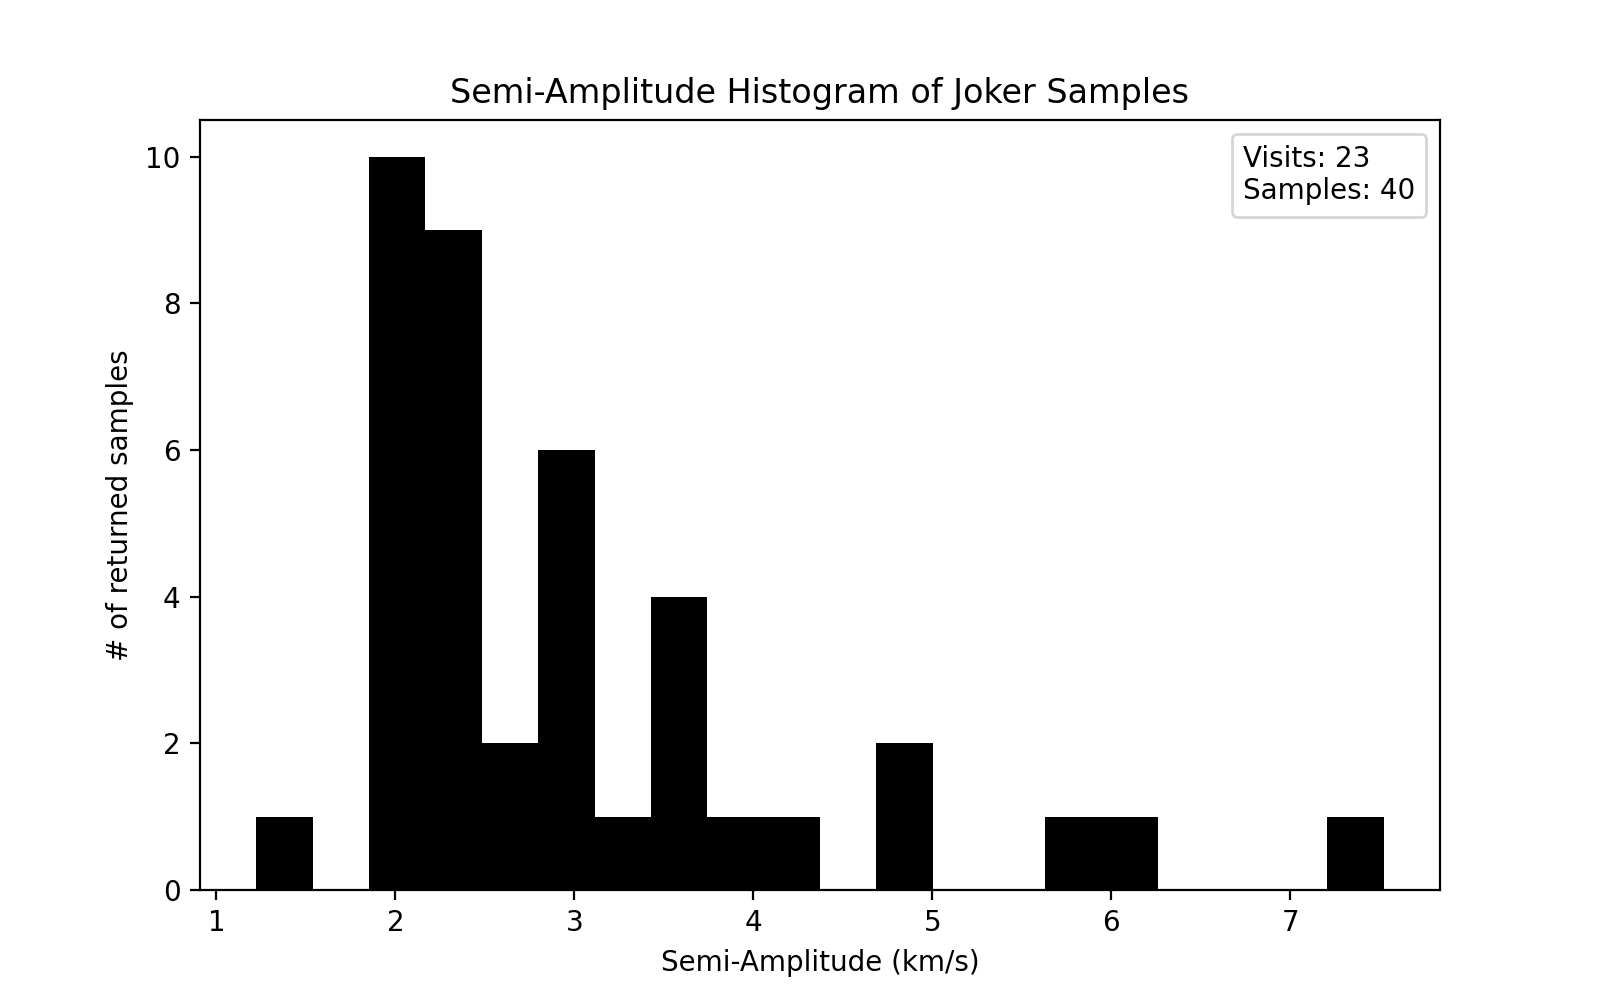 Semi-Amplitude Histogram of Joker Samples
Visits: 23
Samples: 40
10
8
6
4
2
0
# of returned samples
1 2 3 4 5 6 7
Semi-Amplitude (km/s)